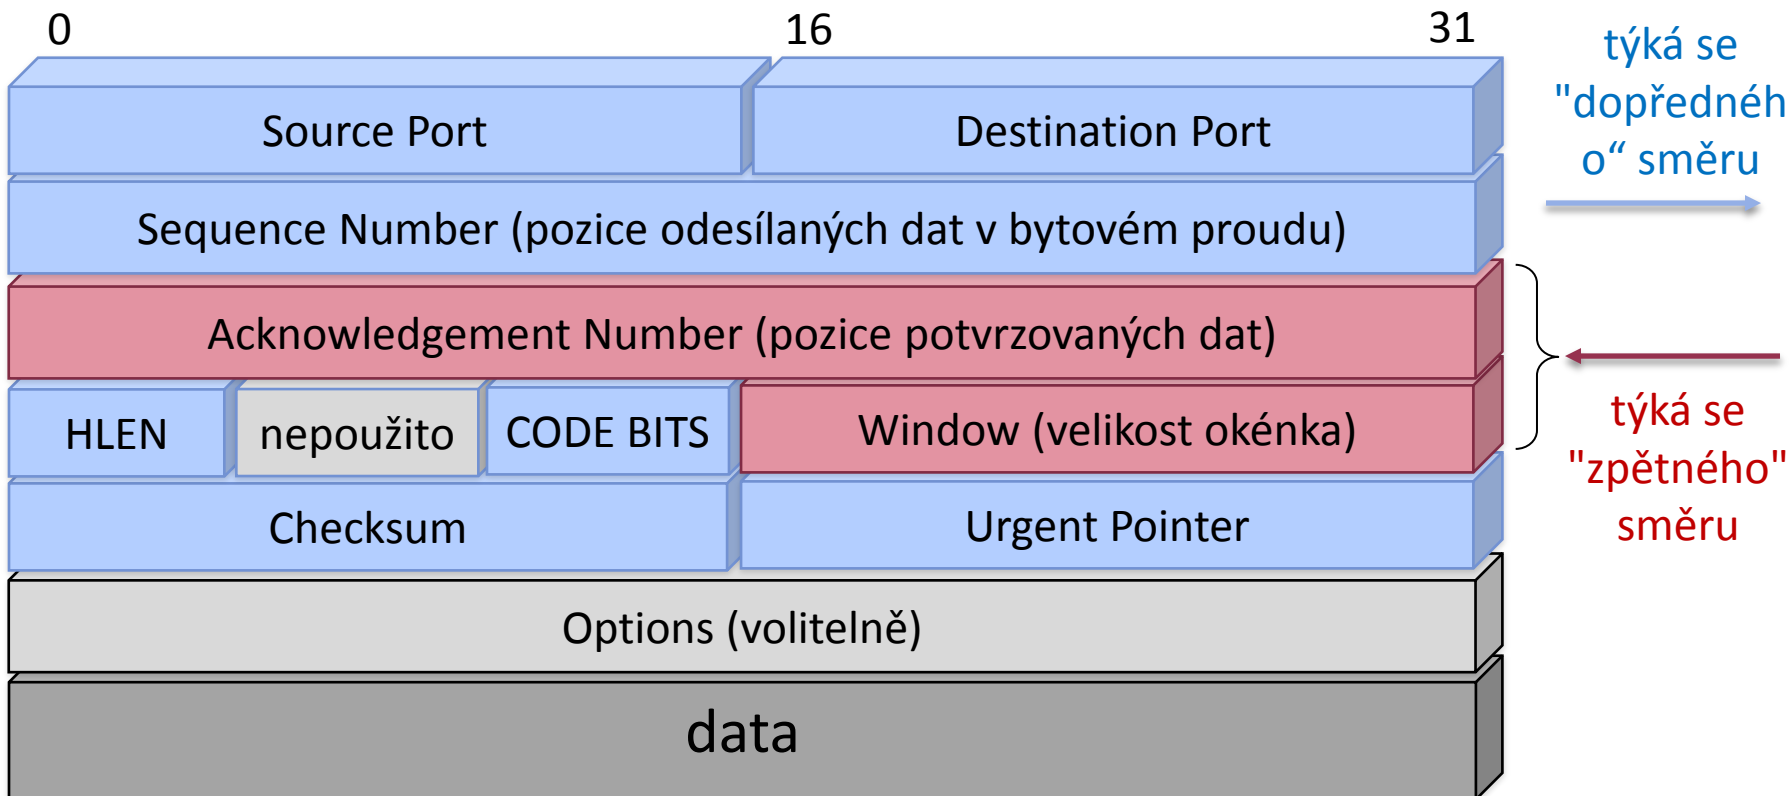 0 16 31
týká se
"dopřednéh
o“ směru
Source Port
Destination Port
Sequence Number (pozice odesílaných dat v bytovém proudu)
Acknowledgement Number (pozice potvrzovaných dat)
HLEN
nepoužito
CODE BITS
Window (velikost okénka)
týká se
"zpětného"
směru
Checksum
Urgent Pointer
Options (volitelně)
data